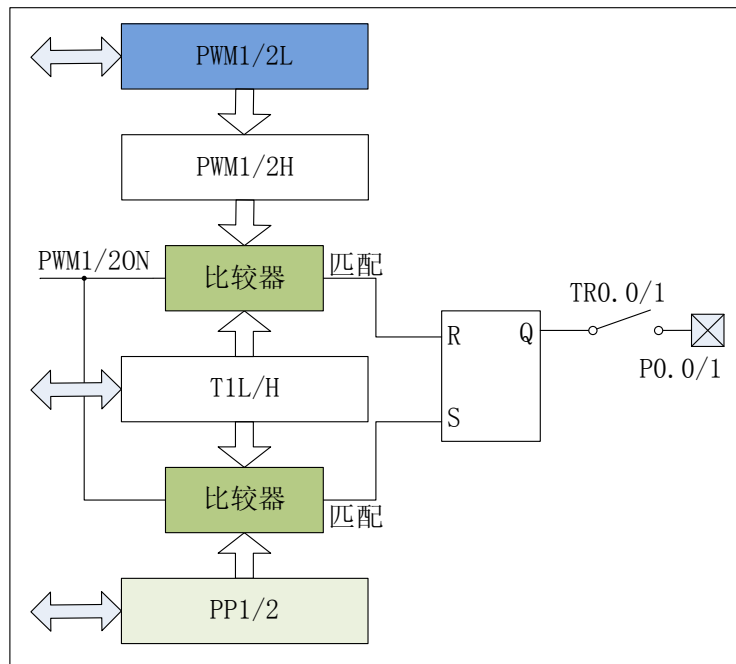 PWM1/2L
PWM1/2H
PWM1/2ON
比较器
匹配
TR0.0/1
R
Q
P0.0/1
T1L/H
S
比较器
匹配
PP1/2